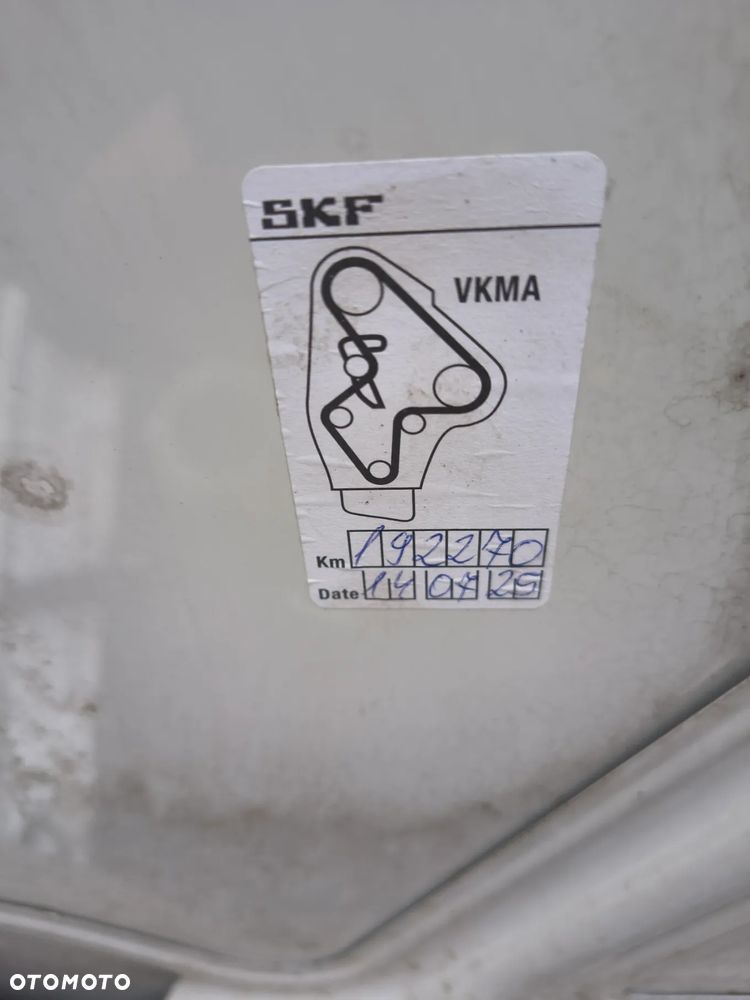 SKF
VKMA
Km 192270
Date 14 07 25
OTOMOTO